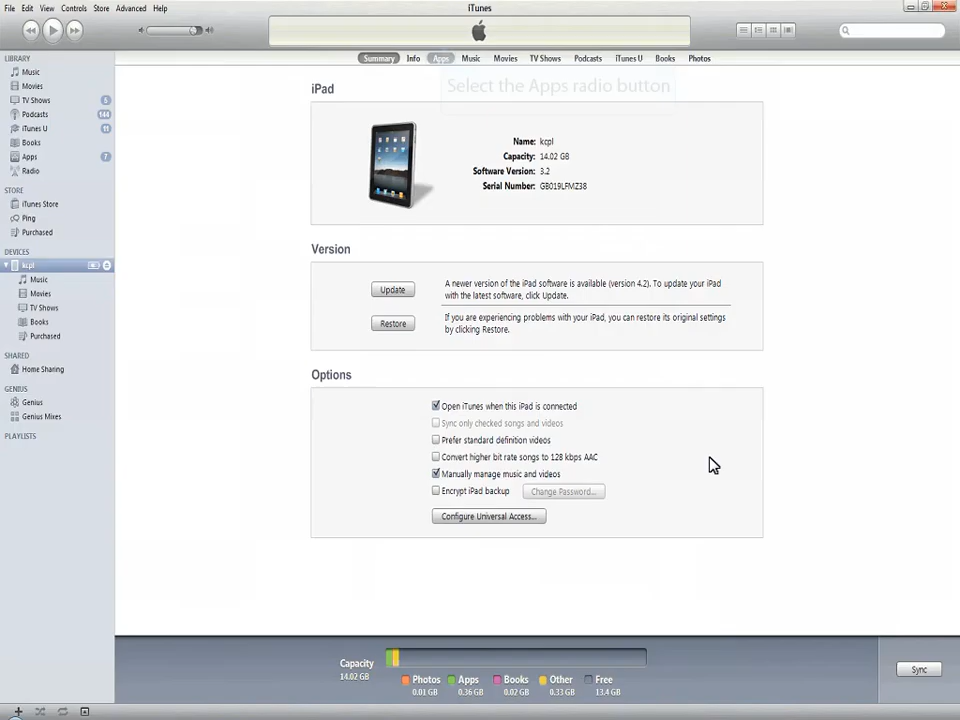 File Edit View Controls Store Advanced Help
iTunes
Summary Info Apps Music Movies TV Shows Podcasts iTunes U Books Photos
Select the Apps radio button
LIBRARY
Music
Movies
TV Shows 5
Podcasts 144
iTunes U 11
Books
Apps 7
Radio
STORE
iTunes Store
Ping
Purchased
DEVICES
kcpl
Music
Movies
TV Shows
Books
Purchased
SHARED
Home Sharing
GENIUS
Genius
Genius Mixes
PLAYLISTS
iPad
Name: kcpl
Capacity: 14.02 GB
Software Version: 3.2
Serial Number: GB019LFMZ38
Version
Update
A newer version of the iPad software is available (version 4.2). To update your iPad
with the latest software, click Update.
Restore
If you are experiencing problems with your iPad, you can restore its original settings
by clicking Restore.
Options
Open iTunes when this iPad is connected
Sync only checked songs and videos
Prefer standard definition videos
Convert higher bit rate songs to 128 kbps AAC
Manually manage music and videos
Encrypt iPad backup Change Password...
Configure Universal Access...
Capacity
14.02 GB
Photos Apps Books Other Free
0.01 GB 0.36 GB 0.02 GB 0.33 GB 13.4 GB
Sync